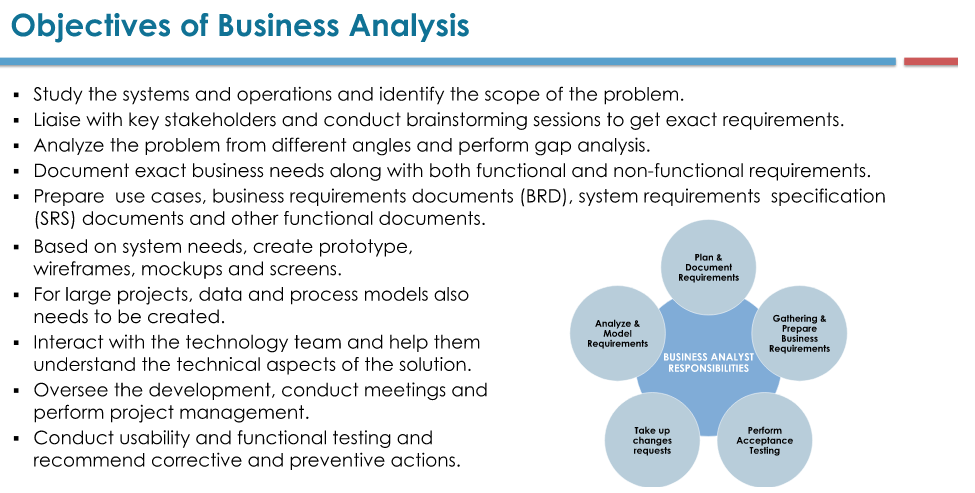 Objectives of Business Analysis
▪ Study the systems and operations and identify the scope of the problem.
▪ Liaise with key stakeholders and conduct brainstorming sessions to get exact requirements.
▪ Analyze the problem from different angles and perform gap analysis.
▪ Document exact business needs along with both functional and non-functional requirements.
▪ Prepare use cases, business requirements documents (BRD), system requirements specification
(SRS) documents and other functional documents.
▪ Based on system needs, create prototype,
wireframes, mockups and screens.
▪ For large projects, data and process models also
needs to be created.
▪ Interact with the technology team and help them
understand the technical aspects of the solution.
▪ Oversee the development, conduct meetings and
perform project management.
▪ Conduct usability and functional testing and
recommend corrective and preventive actions.
Plan &
Document
Requirements
Gathering &
Prepare
Business
Requirements
Perform
Acceptance
Testing
Take up
changes
requests
Analyze &
Model
Requirements
BUSINESS ANALYST
RESPONSIBILITIES